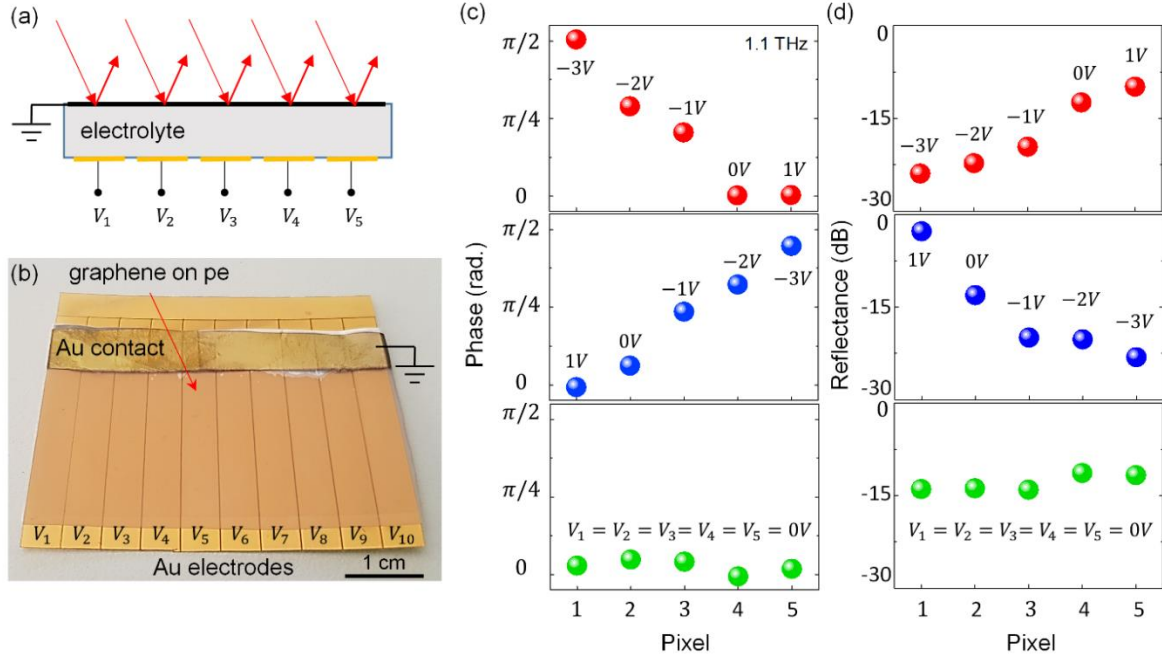 (a)
electrolyte
V1 V2 V3 V4 V5
(b)
graphene on pe
Au contact
V1 V2 V3 V4 V5 V6 V7 V8 V9 V10
Au electrodes
1 cm
(c)
Phase (rad.)
π/2
π/4
0
1.1 THz
−3V
−2V
−1V
0V
1V
π/2
π/4
0
1V
0V
−1V
−2V
−3V
π/2
π/4
0
V1 = V2 = V3= V4 = V5 = 0V
1 2 3 4 5
Pixel
(d)
Reflectance (dB)
0
-15
-30
−3V
−2V
−1V
0V
1V
0
-15
-30
1V
0V
−1V
−2V
−3V
0
-15
-30
V1 = V2 = V3= V4 = V5 = 0V
1 2 3 4 5
Pixel